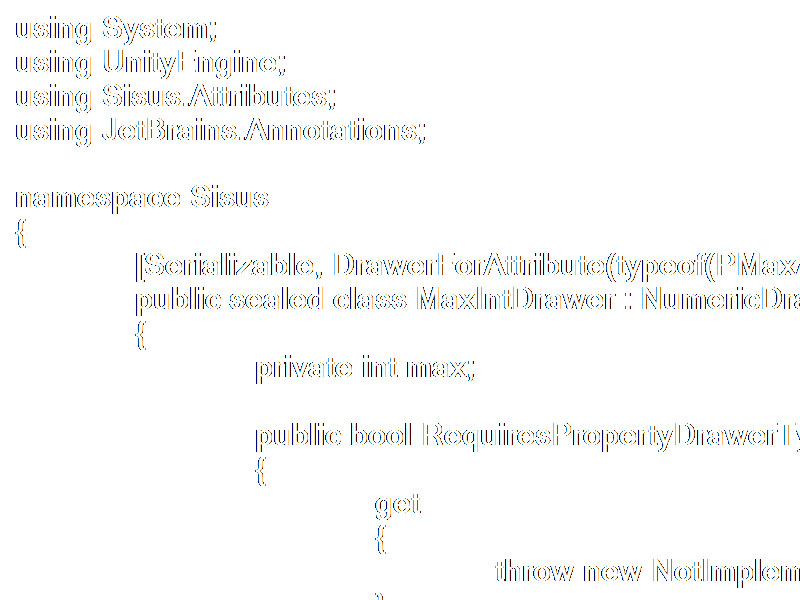 using System;
using UnityEngine;
using Sisus.Attributes;
using JetBrains.Annotations;
namespace Sisus
{
[Serializable, DrawerForAttribute(typeof(PMax
public sealed class MaxIntDrawer : NumericDra
{
private int max;
public bool RequiresPropertyDrawerTy
{
get
{
throw new NotImplem
}